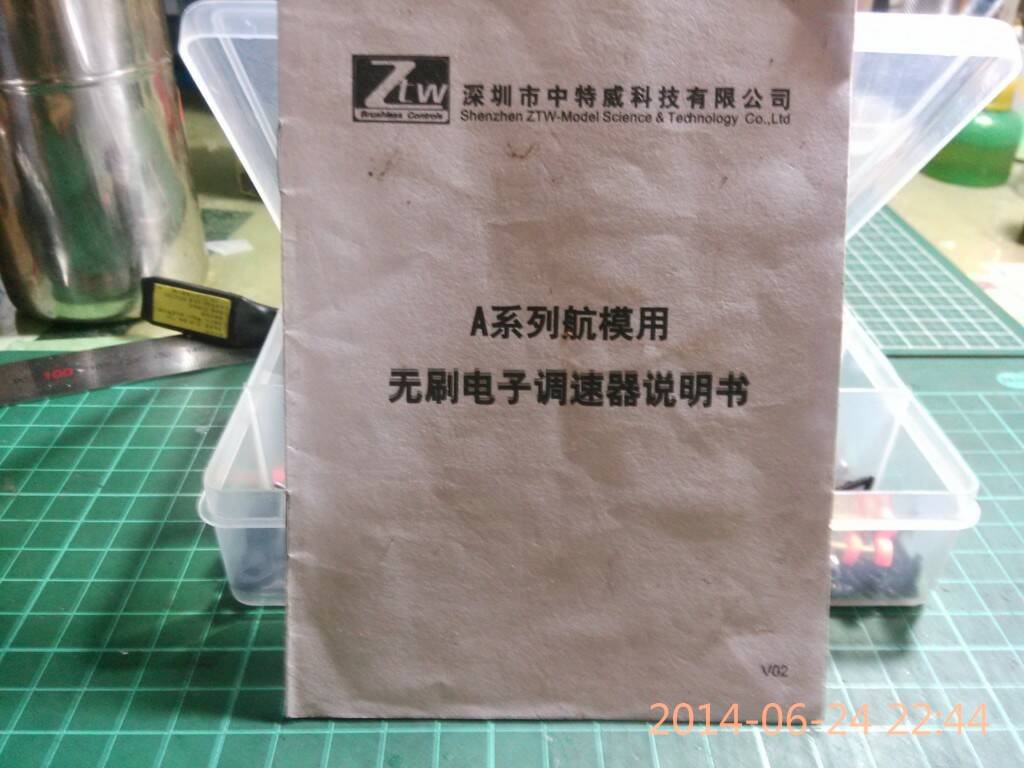 Ztw
Brushless Controls
深圳市中特威科技有限公司
Shenzhen ZTW-Model Science & Technology Co.,Ltd
A系列航模用
无刷电子调速器说明书
100
V02
2014-06-24 22:44